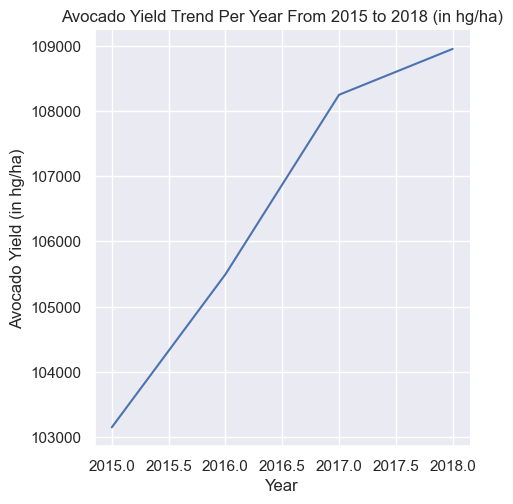 Avocado Yield Trend Per Year From 2015 to 2018 (in hg/ha)
109000
108000
107000
106000
105000
104000
103000
Avocado Yield (in hg/ha)
2015.0 2015.5 2016.0 2016.5 2017.0 2017.5 2018.0
Year